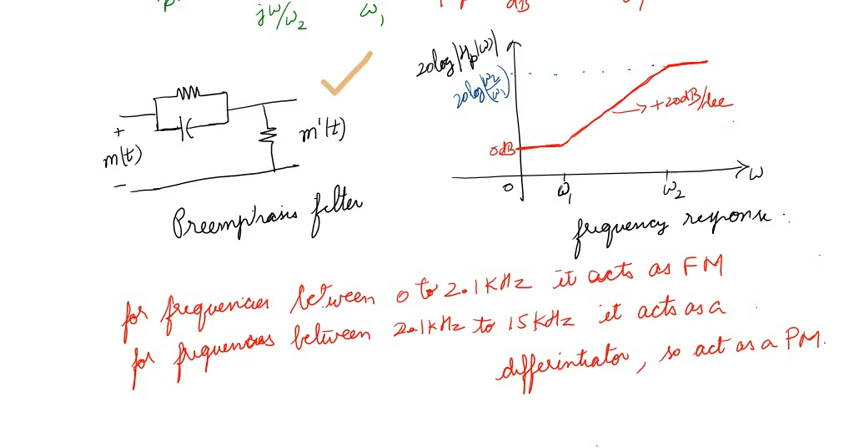 jω/ω₂ ω₁ dB
20log|Hp(ω)|
20log(ω₂/ω₁)
+20dB/dec
0dB
0 ω₁ ω₂ ω
+
m(t)
−
m'(t)
Preemphasis filter
frequency response.
for frequencies between 0 to 2.1KHz it acts as FM
for frequencies between 2.1KHz to 15KHz it acts as a
differintiator, so act as a PM.